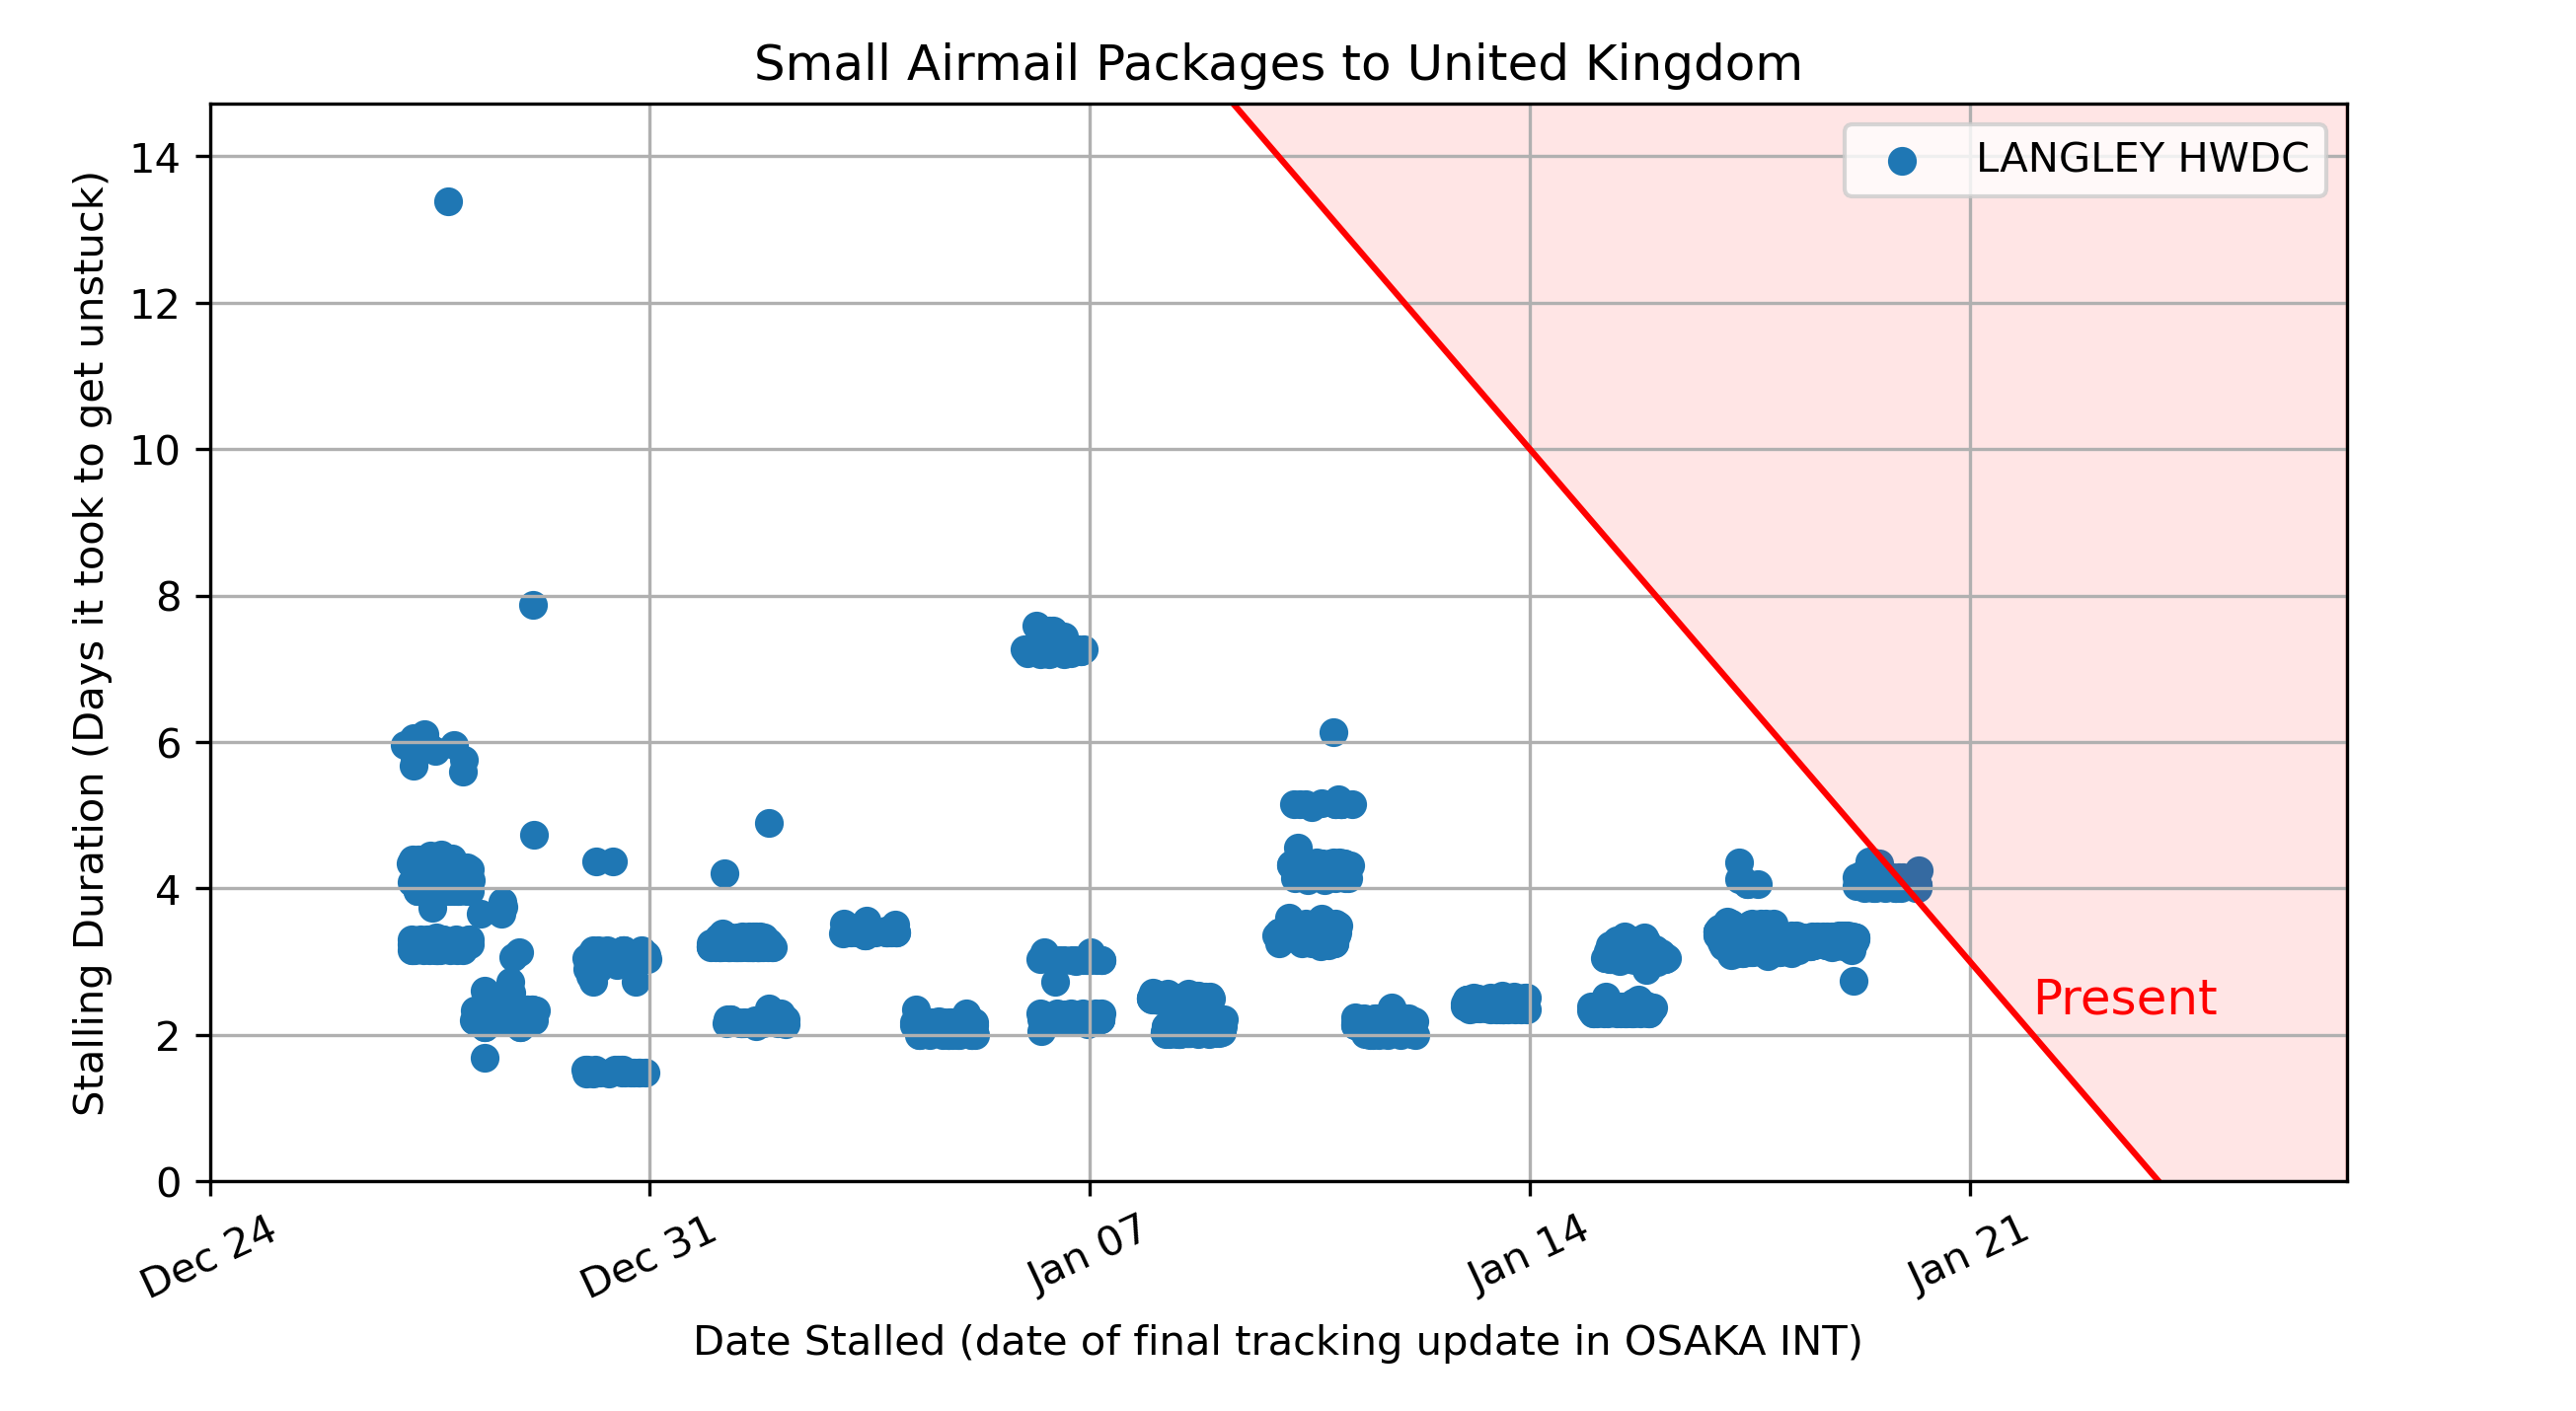 Small Airmail Packages to United Kingdom
LANGLEY HWDC
Stalling Duration (Days it took to get unstuck)
14
12
10
8
6
4
2
0
Present
Dec 24
Dec 31
Jan 07
Jan 14
Jan 21
Date Stalled (date of final tracking update in OSAKA INT)